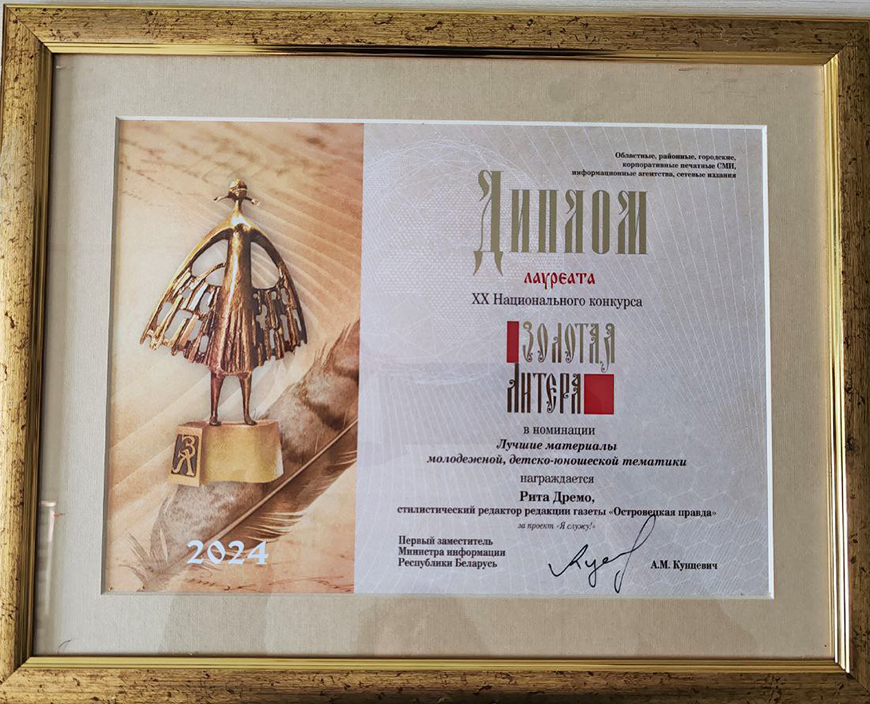 Областные, районные, городские,
корпоративные печатные СМИ,
информационные агентства, сетевые издания
Диплом
лауреата
XX Национального конкурса
ЗОЛОТАЯ
ЛИТЕРА
в номинации
Лучшие материалы
молодежной, детско-юношеской тематики
награждается
Рита Дремо,
стилистический редактор редакции газеты «Островецкая правда»
за проект «Я служу!»
Первый заместитель
Министра информации
Республики Беларусь
А.М. Кунцевич
2024